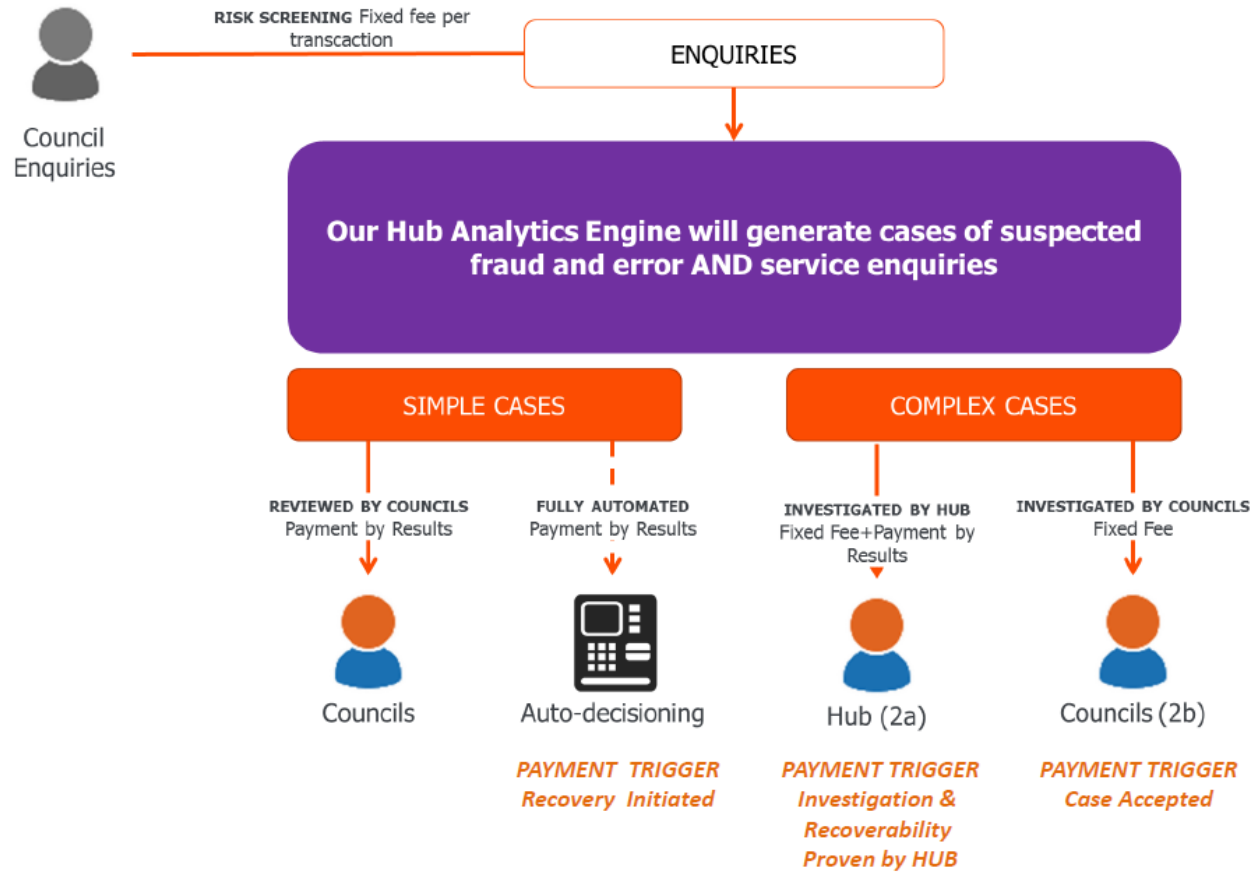 RISK SCREENING Fixed fee per
transcaction
ENQUIRIES
Council
Enquiries
Our Hub Analytics Engine will generate cases of suspected
fraud and error AND service enquiries
SIMPLE CASES
COMPLEX CASES
REVIEWED BY COUNCILS
Payment by Results
FULLY AUTOMATED
Payment by Results
INVESTIGATED BY HUB
Fixed Fee+Payment by
Results
INVESTIGATED BY COUNCILS
Fixed Fee
Councils
Auto-decisioning
Hub (2a)
Councils (2b)
PAYMENT TRIGGER
Recovery Initiated
PAYMENT TRIGGER
Investigation &
Recoverability
Proven by HUB
PAYMENT TRIGGER
Case Accepted